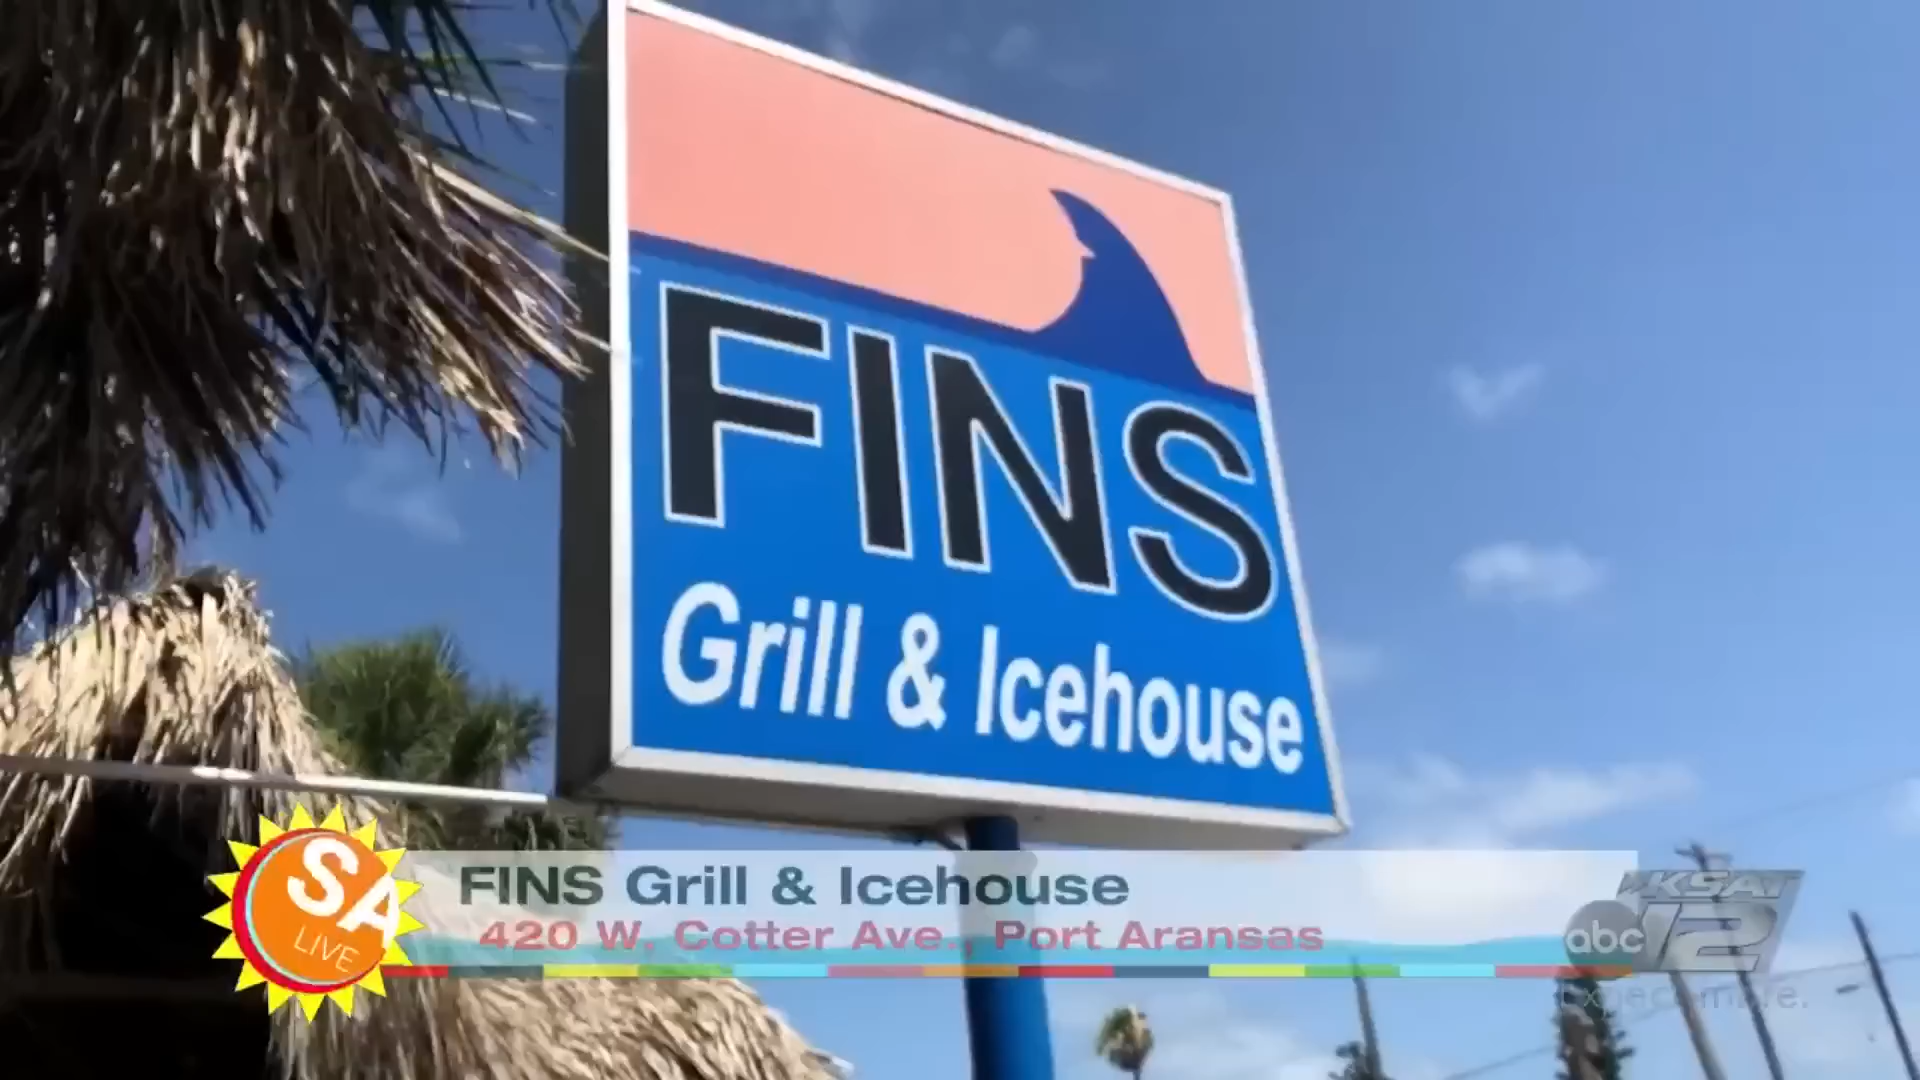 FINS
Grill & Icehouse
FINS Grill & Icehouse
420 W. Cotter Ave., Port Aransas
SA
LIVE
KSAT
abc 12